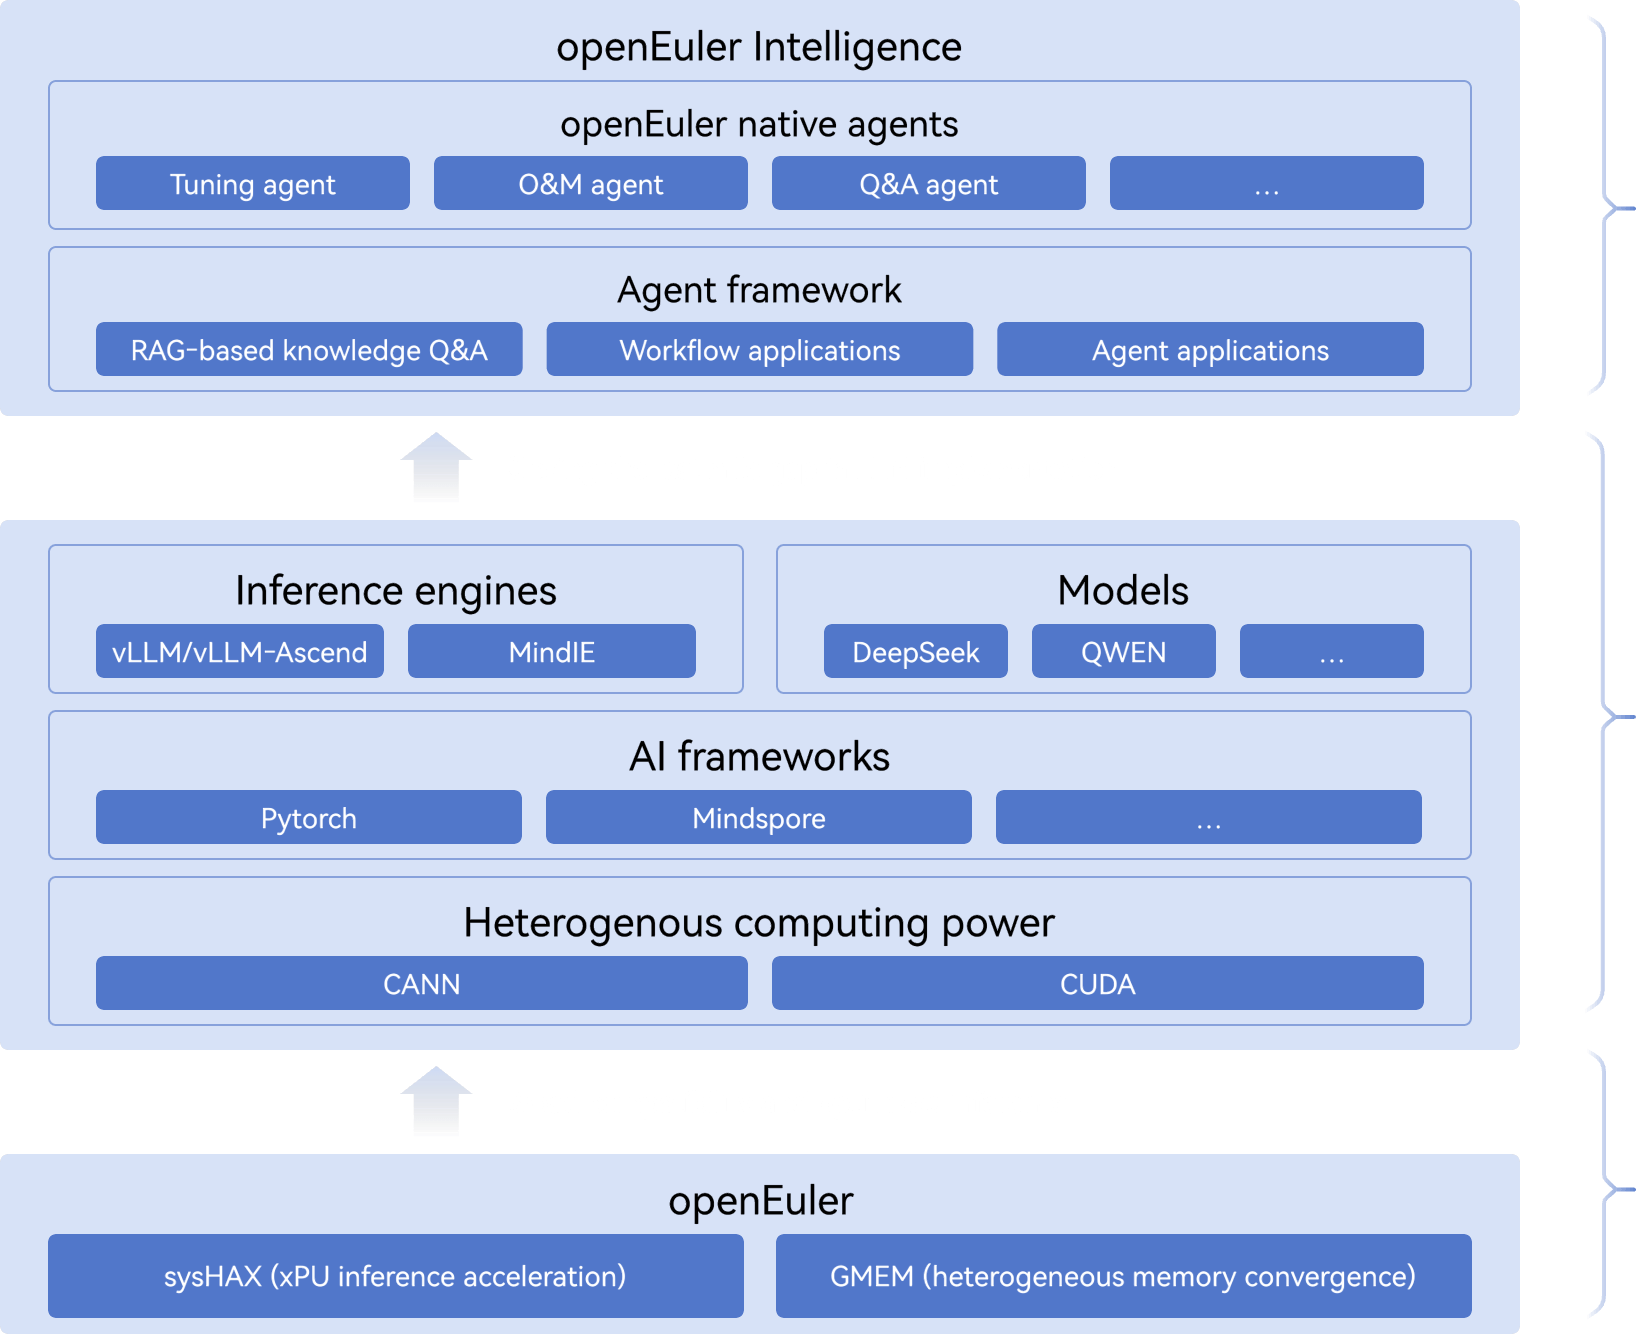 openEuler Intelligence
openEuler native agents
Tuning agent
O&M agent
Q&A agent
...
Agent framework
RAG-based knowledge Q&A
Workflow applications
Agent applications
Inference engines
vLLM/vLLM-Ascend
MindIE
Models
DeepSeek
QWEN
...
AI frameworks
Pytorch
Mindspore
...
Heterogenous computing power
CANN
CUDA
openEuler
sysHAX (xPU inference acceleration)
GMEM (heterogeneous memory convergence)